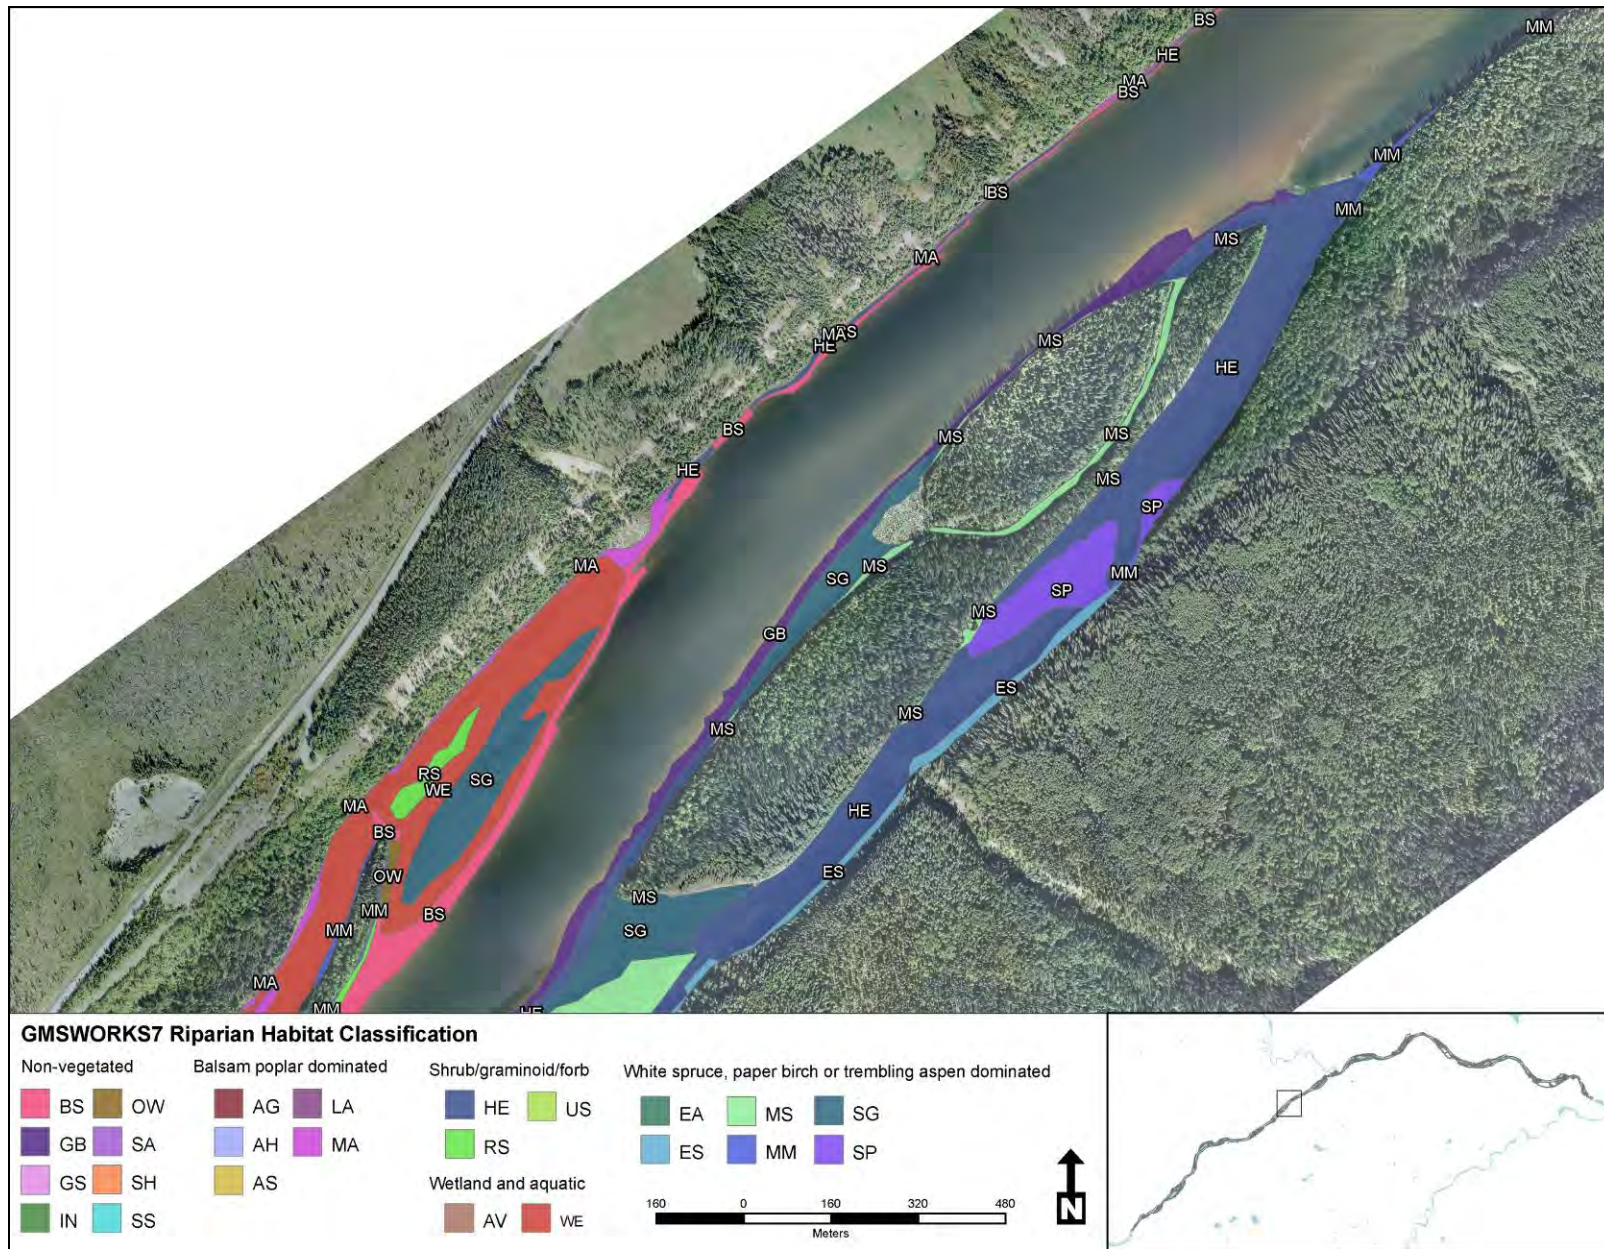 BS
MM
HE
MA
BS
MM
IBS
MM
MS
MA
MA
HE
MS
HE
BS
MS
MS
HE
MS
SP
MA
MS
SG
MM
SP
MS
GB
ES
MS
MS
RS
SG
WE
MA
HE
BS
OW
ES
MS
MM
BS
MM
SG
MA
MM
HE
GMSWORKS7 Riparian Habitat Classification
Non-vegetated
BS OW
GB SA
GS SH
IN SS
Balsam poplar dominated
AG LA
AH MA
AS
Shrub/graminoid/forb
HE US
RS
Wetland and aquatic
AV WE
White spruce, paper birch or trembling aspen dominated
EA MS SG
ES MM SP
160 0 160 320 480
Meters
N